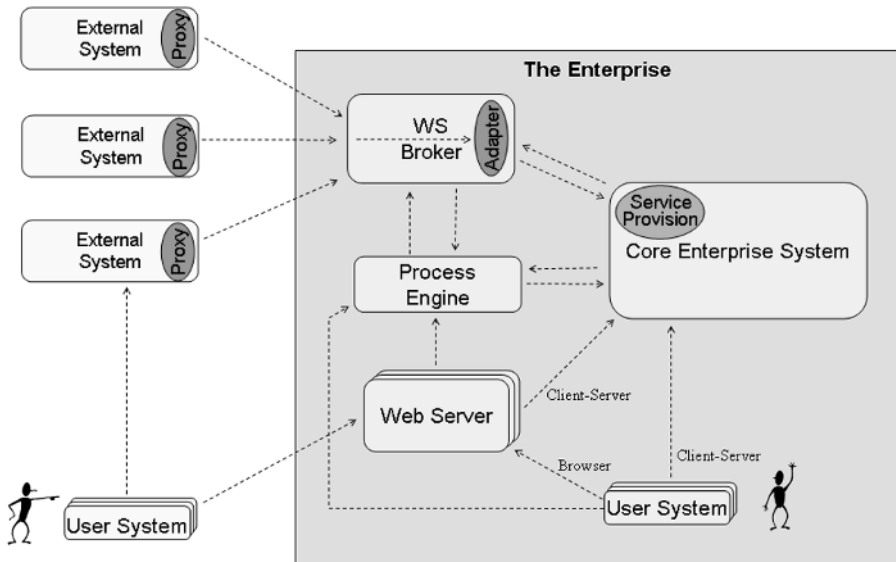 External
System
Proxy
The Enterprise
External
System
Proxy
WS
Broker
Adapter
External
System
Proxy
Service
Provision
Core Enterprise System
Process
Engine
Web Server
Client-Server
Browser
Client-Server
User System
User System